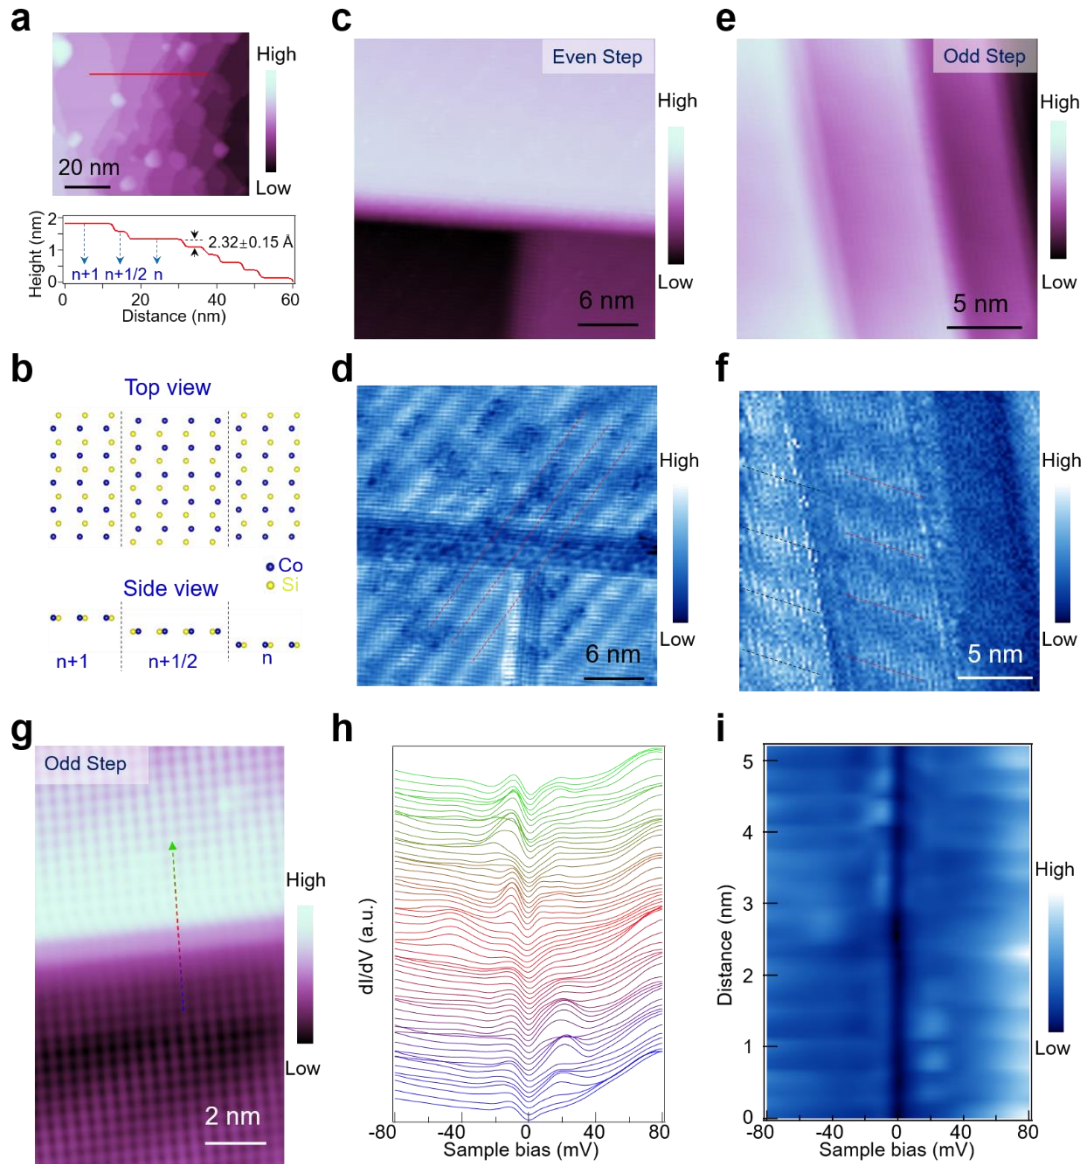 a
High
20 nm
Low
2
1
0
Height (nm)
2.32±0.15 Å
n+1
n+1/2
n
0
20
40
60
Distance (nm)
b
Top view
Co
Si
Side view
n+1
n+1/2
n
c
Even Step
High
6 nm
Low
d
High
6 nm
Low
e
Odd Step
High
5 nm
Low
f
High
5 nm
Low
g
Odd Step
High
Low
2 nm
h
dI/dV (a.u.)
-80
-40
0
40
80
Sample bias (mV)
i
5
4
3
2
1
0
Distance (nm)
-80
-40
0
40
80
Sample bias (mV)
High
Low